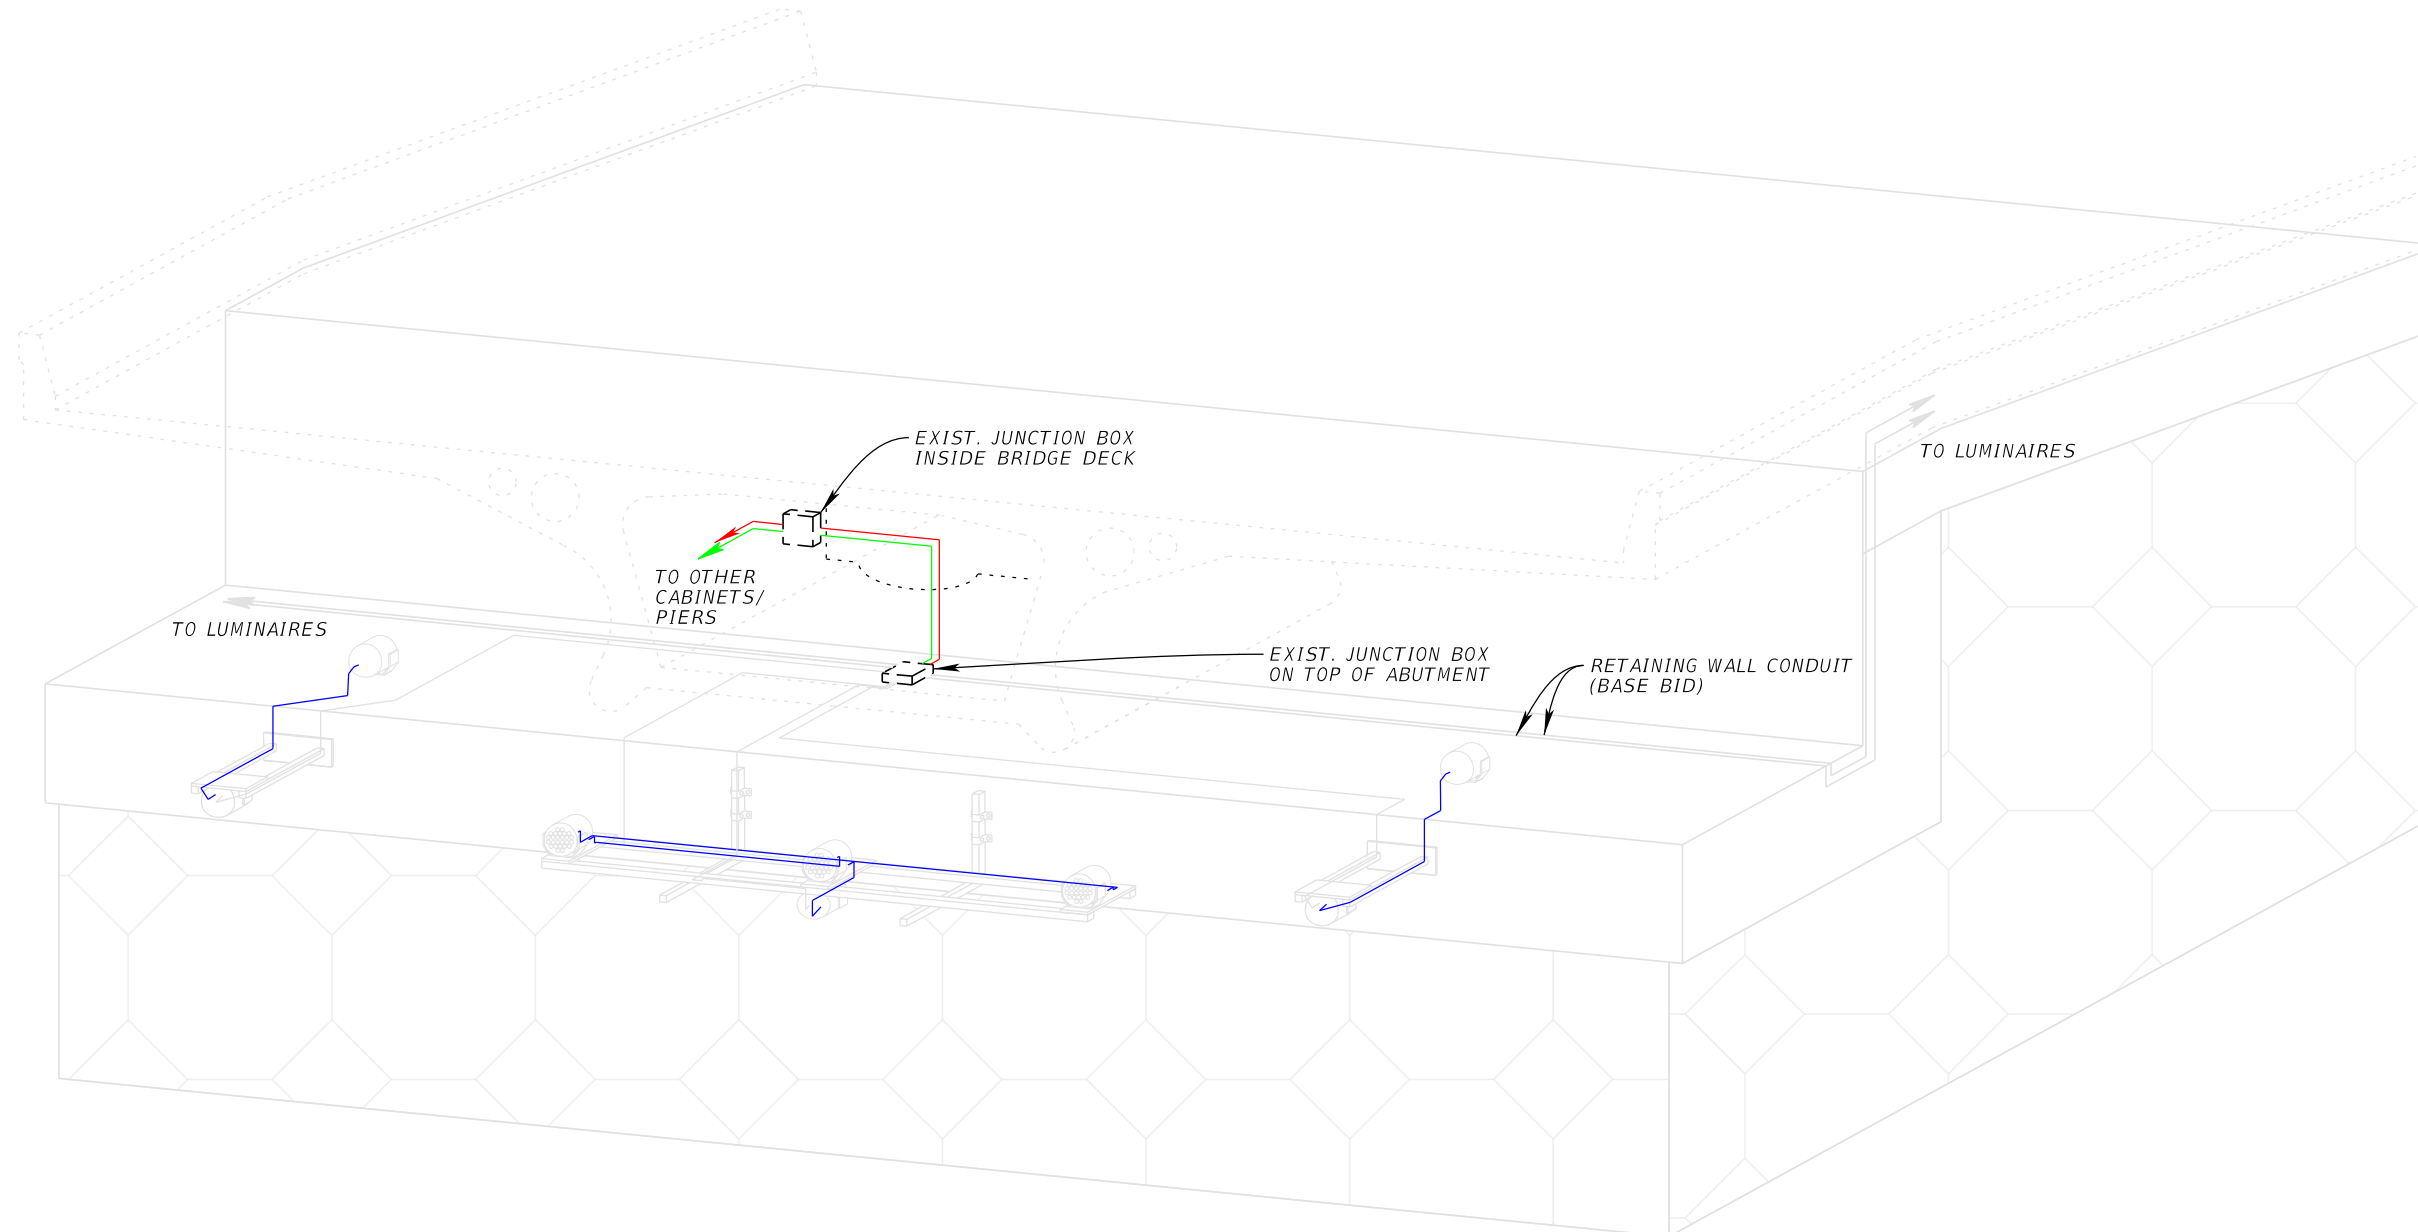 EXIST. JUNCTION BOX
INSIDE BRIDGE DECK
TO LUMINAIRES
TO OTHER
CABINETS/
PIERS
TO LUMINAIRES
EXIST. JUNCTION BOX
ON TOP OF ABUTMENT
RETAINING WALL CONDUIT
(BASE BID)